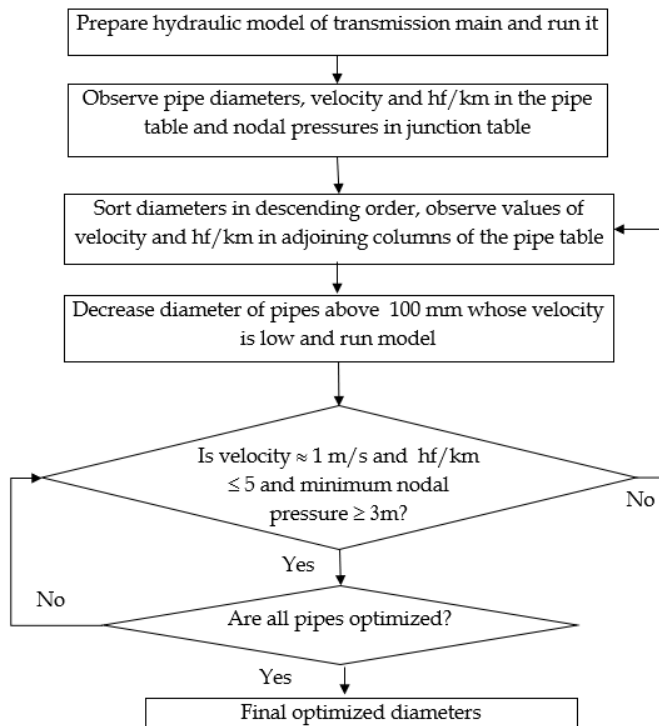 Prepare hydraulic model of transmission main and run it
Observe pipe diameters, velocity and hf/km in the pipe
table and nodal pressures in junction table
Sort diameters in descending order, observe values of
velocity and hf/km in adjoining columns of the pipe table
Decrease diameter of pipes above 100 mm whose velocity
is low and run model
Is velocity ≈ 1 m/s and hf/km
≤ 5 and minimum nodal
pressure ≥ 3m?
No
Yes
No
Are all pipes optimized?
Yes
Final optimized diameters